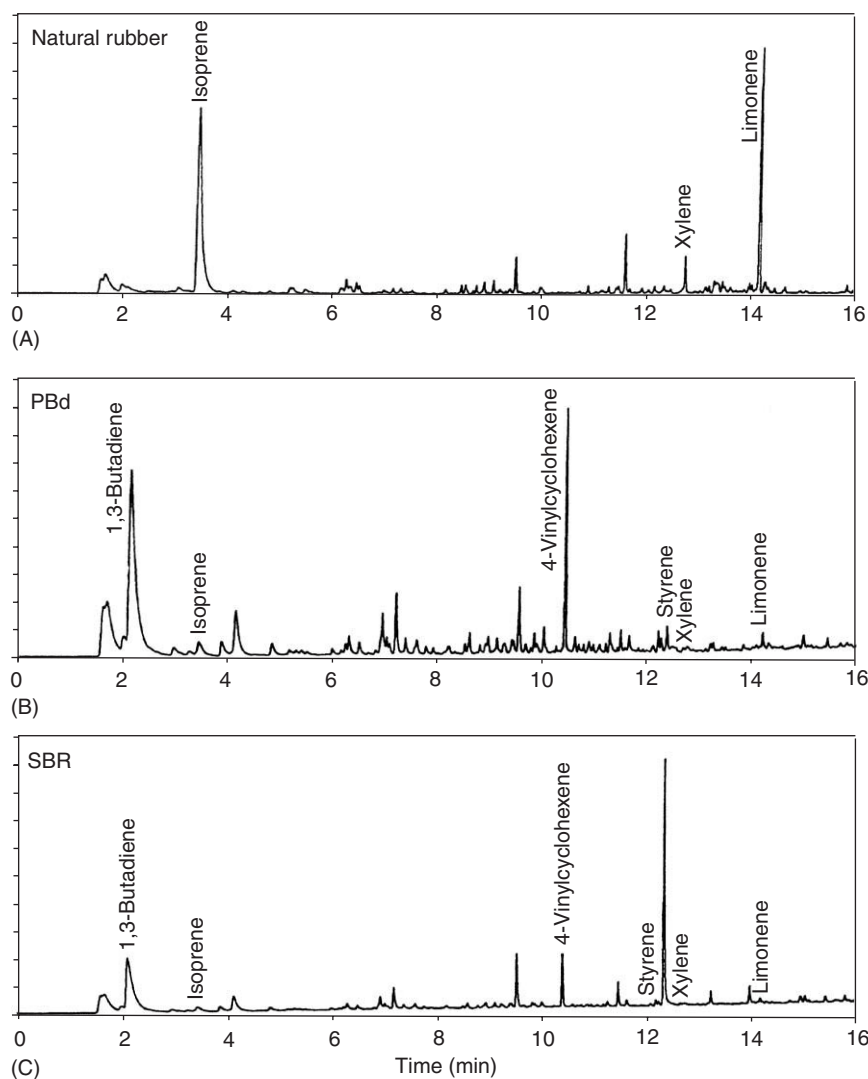 Natural rubber
Isoprene
Xylene
Limonene
2 4 6 8 10 12 14 16
(A)
PBd
1,3-Butadiene
Isoprene
4-Vinylcyclohexene
Styrene
Xylene
Limonene
0 2 4 6 8 10 12 14 16
(B)
SBR
1,3-Butadiene
Isoprene
4-Vinylcyclohexene
Styrene
Xylene
Limonene
0 2 4 6 8 10 12 14 16
(C)
Time (min)